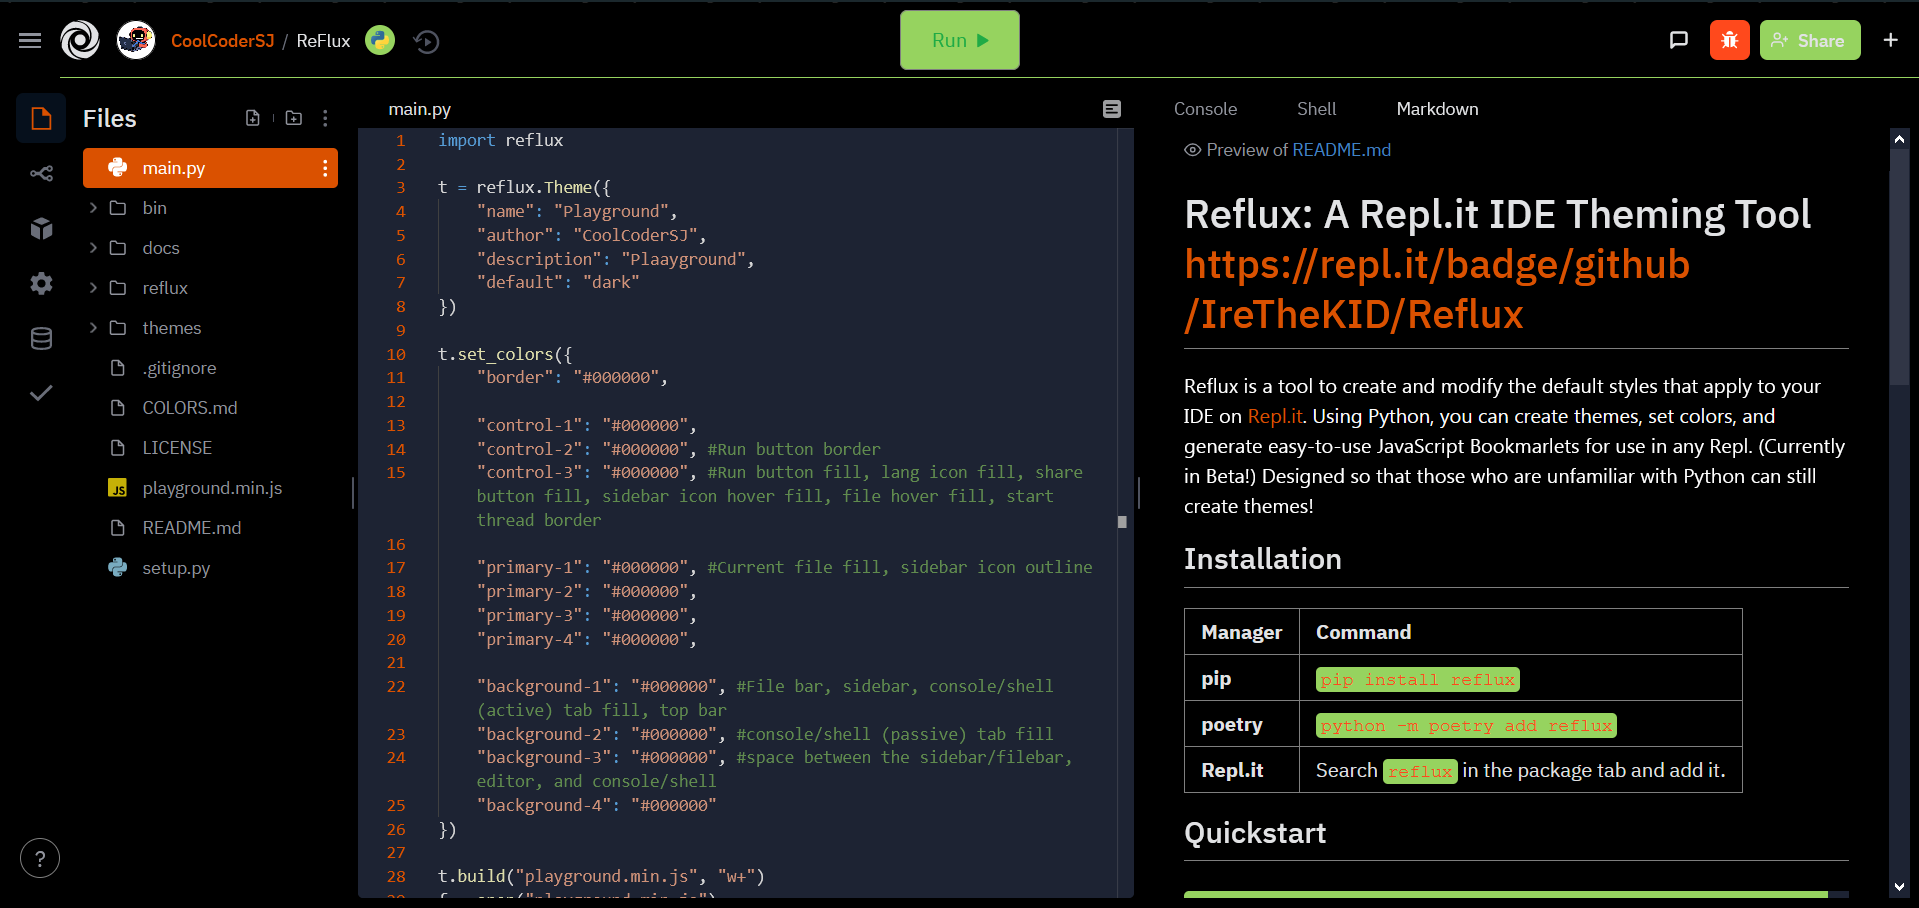 CoolCoderSJ / ReFlux
Run
Share
Files
main.py
bin
docs
reflux
themes
.gitignore
COLORS.md
LICENSE
JS playground.min.js
README.md
setup.py
?
main.py
1 import reflux
2
3 t = reflux.Theme({
4 "name": "Playground",
5 "author": "CoolCoderSJ",
6 "description": "Plaayground",
7 "default": "dark"
8 })
9
10 t.set_colors({
11 "border": "#000000",
12
13 "control-1": "#000000",
14 "control-2": "#000000", #Run button border
15 "control-3": "#000000", #Run button fill, lang icon fill, share
button fill, sidebar icon hover fill, file hover fill, start
thread border
16
17 "primary-1": "#000000", #Current file fill, sidebar icon outline
18 "primary-2": "#000000",
19 "primary-3": "#000000",
20 "primary-4": "#000000",
21
22 "background-1": "#000000", #File bar, sidebar, console/shell
(active) tab fill, top bar
23 "background-2": "#000000", #console/shell (passive) tab fill
24 "background-3": "#000000", #space between the sidebar/filebar,
editor, and console/shell
25 "background-4": "#000000"
26 })
27
28 t.build("playground.min.js", "w+")
Console Shell Markdown
Preview of README.md
Reflux: A Repl.it IDE Theming Tool
https://repl.it/badge/github
/IreTheKID/Reflux
Reflux is a tool to create and modify the default styles that apply to your
IDE on Repl.it. Using Python, you can create themes, set colors, and
generate easy-to-use JavaScript Bookmarlets for use in any Repl. (Currently
in Beta!) Designed so that those who are unfamiliar with Python can still
create themes!
Installation
Manager Command
pip pip install reflux
poetry python -m poetry add reflux
Repl.it Search reflux in the package tab and add it.
Quickstart